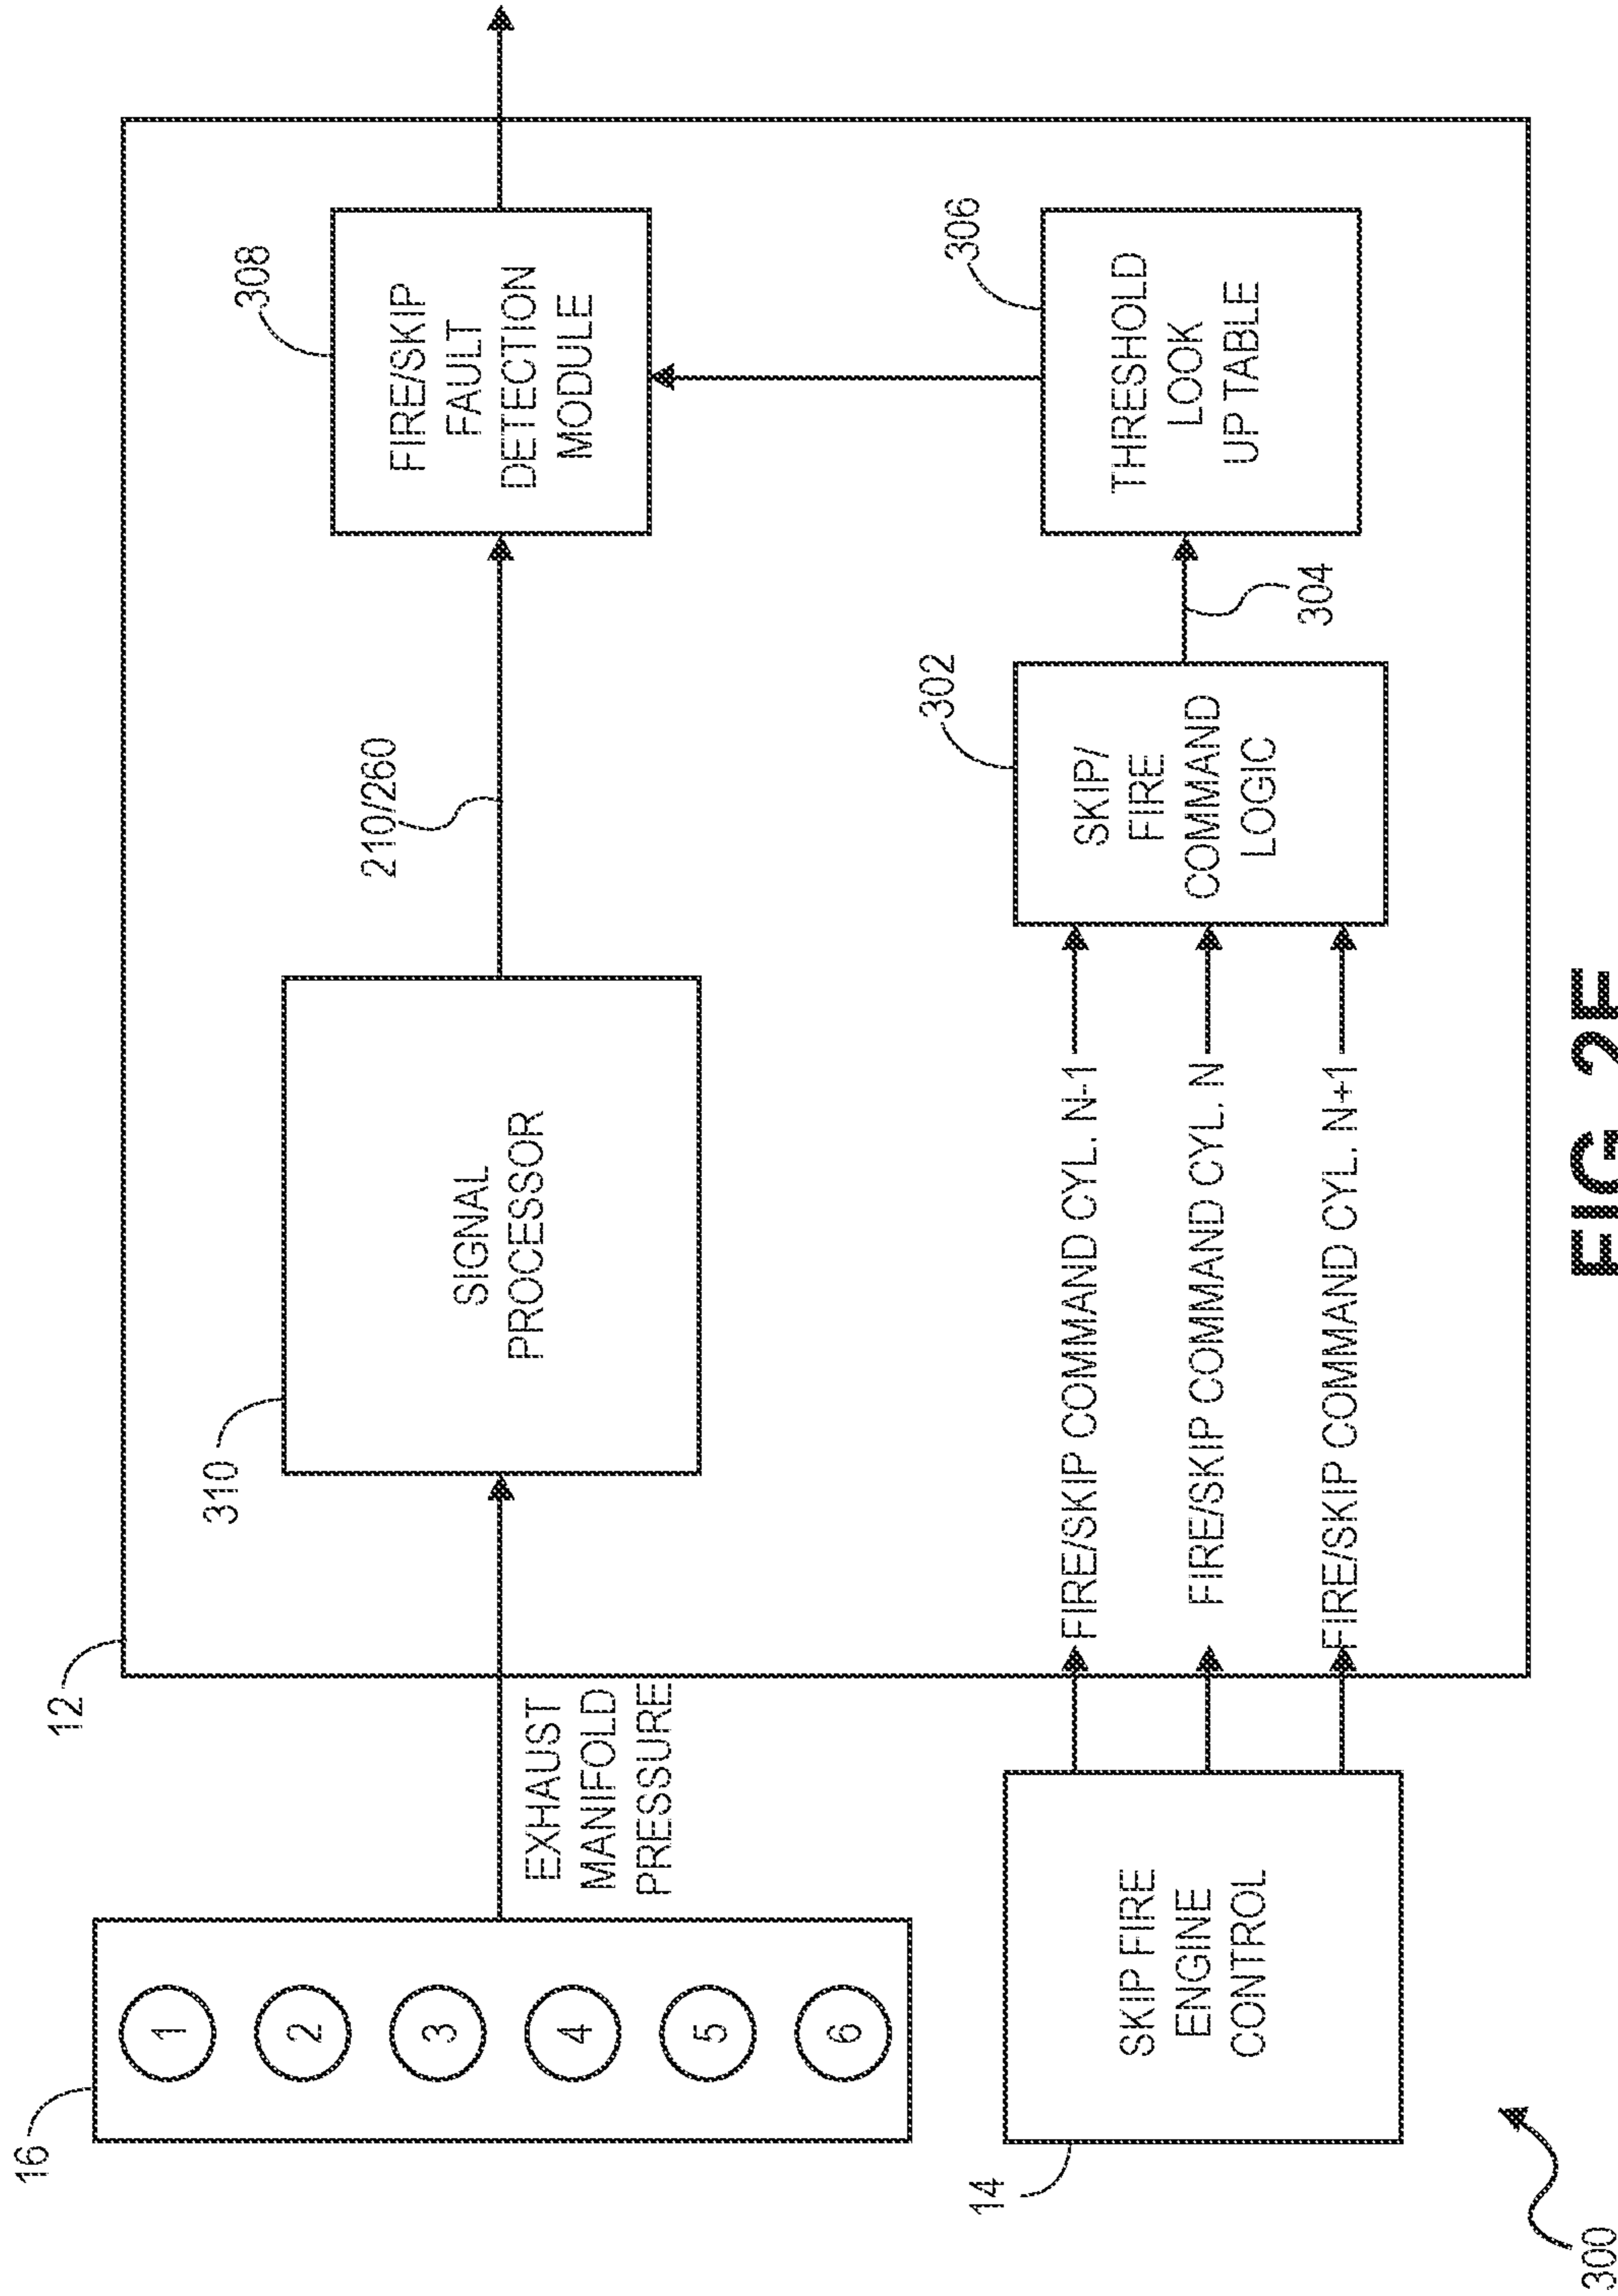 16
1
2
3
4
5
6
EXHAUST
MANIFOLD
PRESSURE
12
310
SIGNAL
PROCESSOR
210/260
308
FIRE/SKIP
FAULT
DETECTION
MODULE
14
SKIP FIRE
ENGINE
CONTROL
FIRE/SKIP COMMAND CYL. N-1
FIRE/SKIP COMMAND CYL. N
FIRE/SKIP COMMAND CYL. N+1
302
SKIP/
FIRE
COMMAND
LOGIC
304
306
THRESHOLD
LOOK
UP TABLE
300
FIG